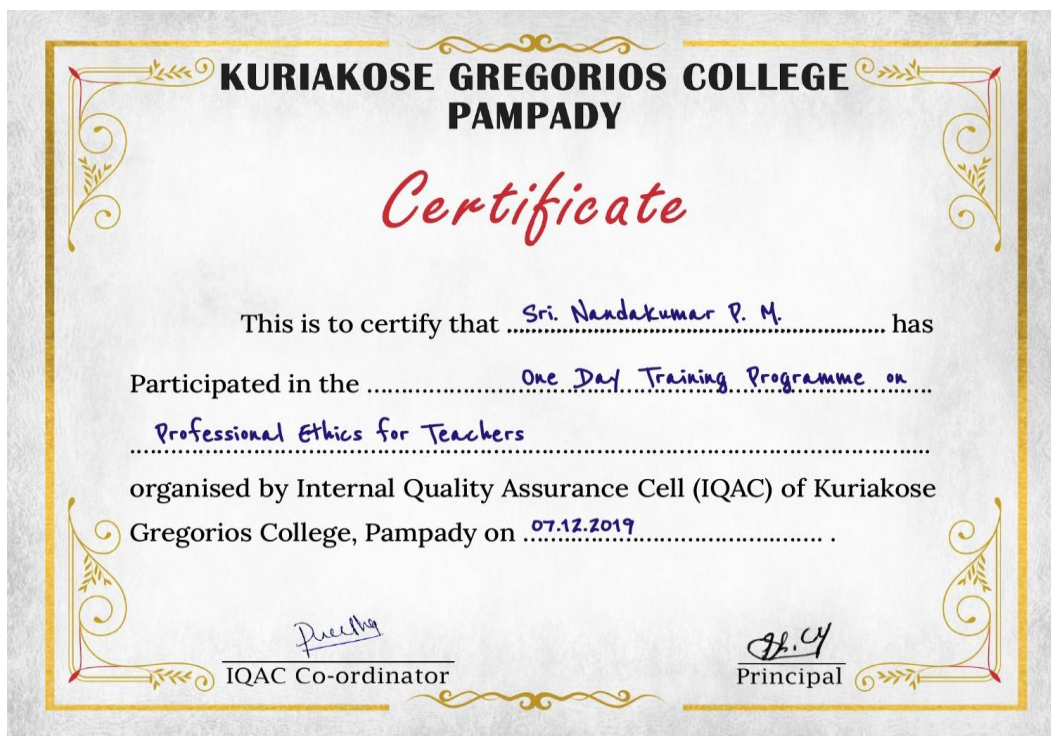 KURIAKOSE GREGORIOS COLLEGE
PAMPADY
Certificate
This is to certify that Sri. Nandakumar P. M. has
Participated in the One Day Training Programme on
Professional Ethics for Teachers
organised by Internal Quality Assurance Cell (IQAC) of Kuriakose
Gregorios College, Pampady on 07.12.2019 .
IQAC Co-ordinator
Principal